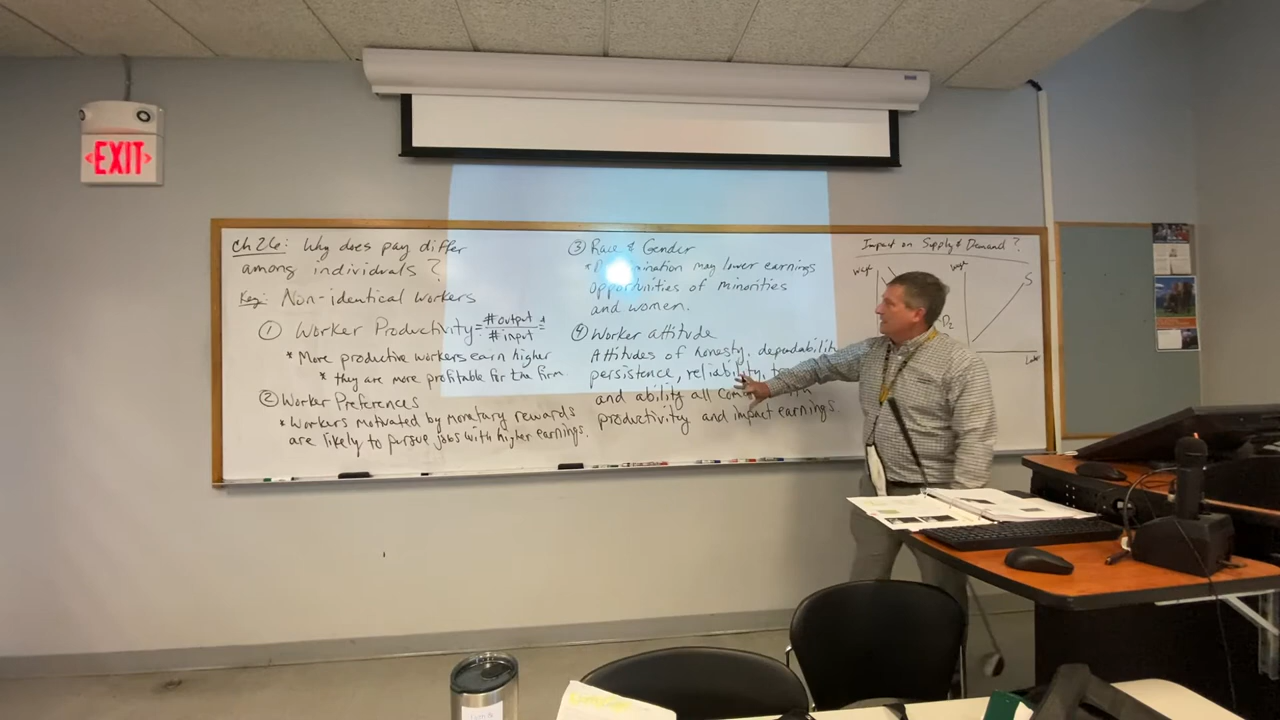 EXIT
Ch 26: Why does pay differ
among individuals?
Key: Non-identical workers
① Worker Productivity = #output / #input
* More productive workers earn higher
* they are more profitable for the firm
② Worker Preferences
* Workers motivated by monetary rewards
are likely to pursue jobs with higher earnings.
③ Race & Gender
may lower earnings
Opportunities of minorities
and women.
④ Worker attitude
Attitudes of honesty, dependabilit
persistence, reliability,
and ability all
productivity and impact earnings.
Impact on Supply & Demand?
Wage
Wage
S
D2